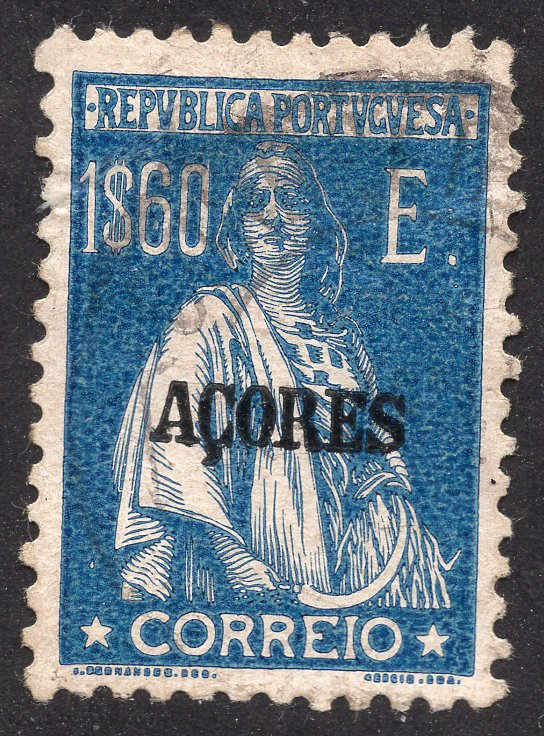 ·REPVBLICA PORTVGVESA·
1$60 E.
AÇORES
CORREIO